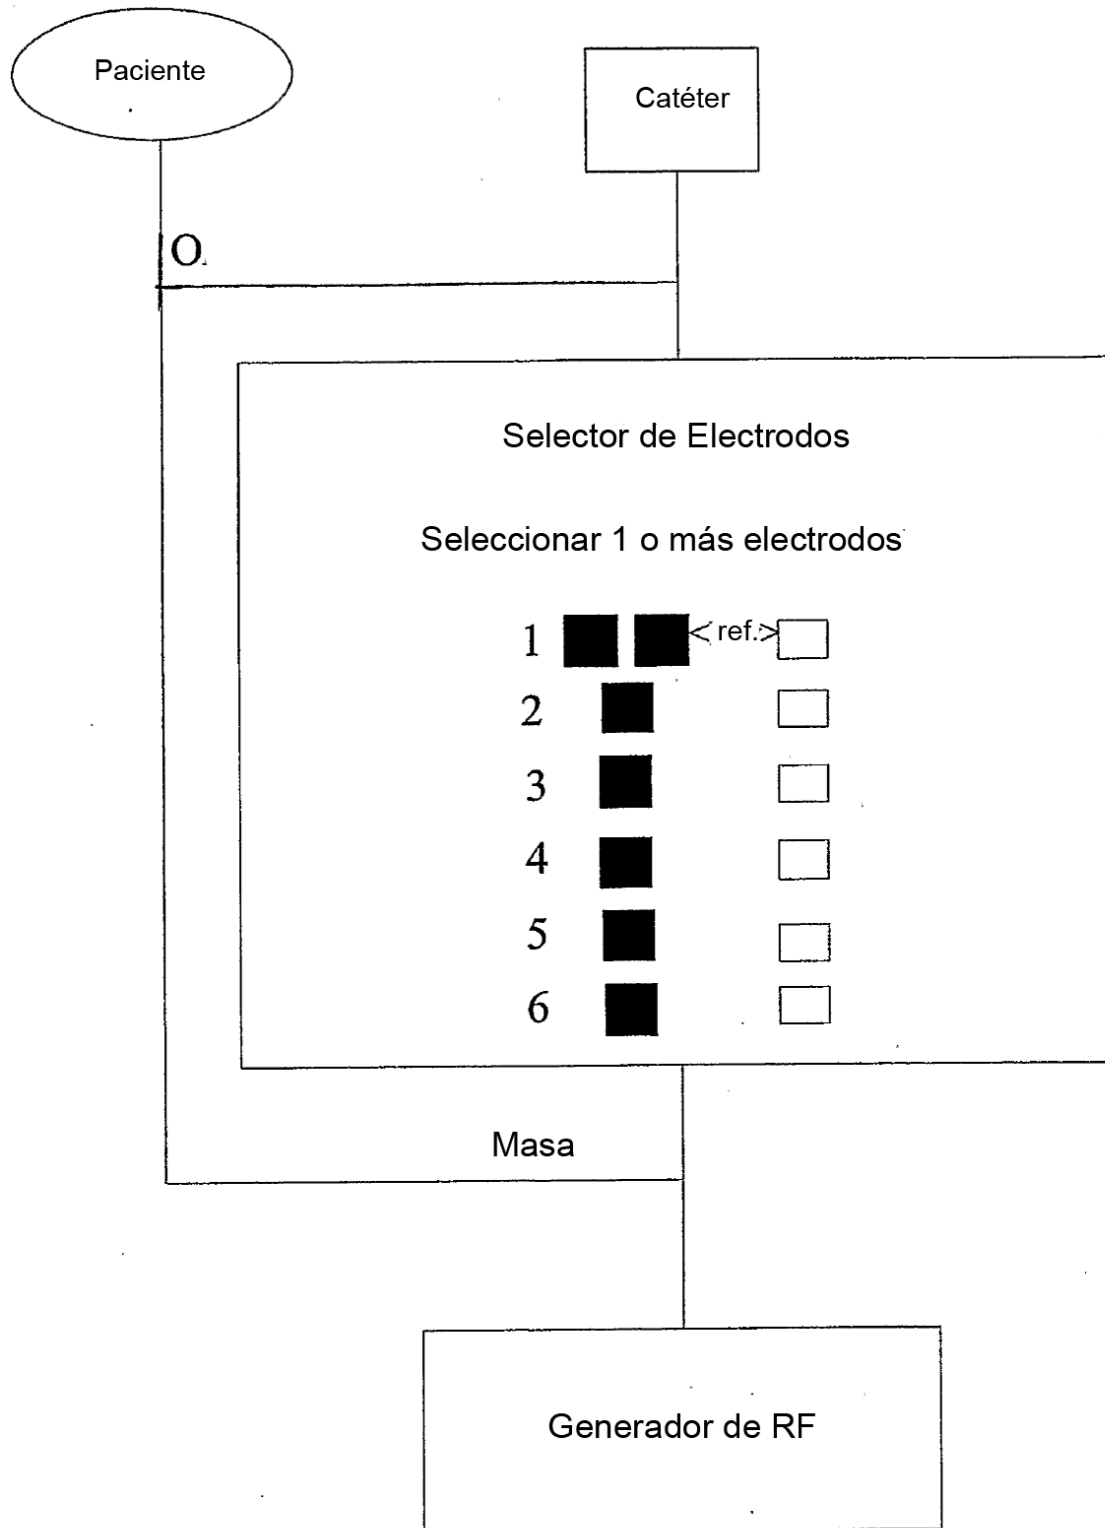 Paciente
Catéter
O
Selector de Electrodos
Seleccionar 1 o más electrodos
1 < ref. >
2
3
4
5
6
Masa
Generador de RF